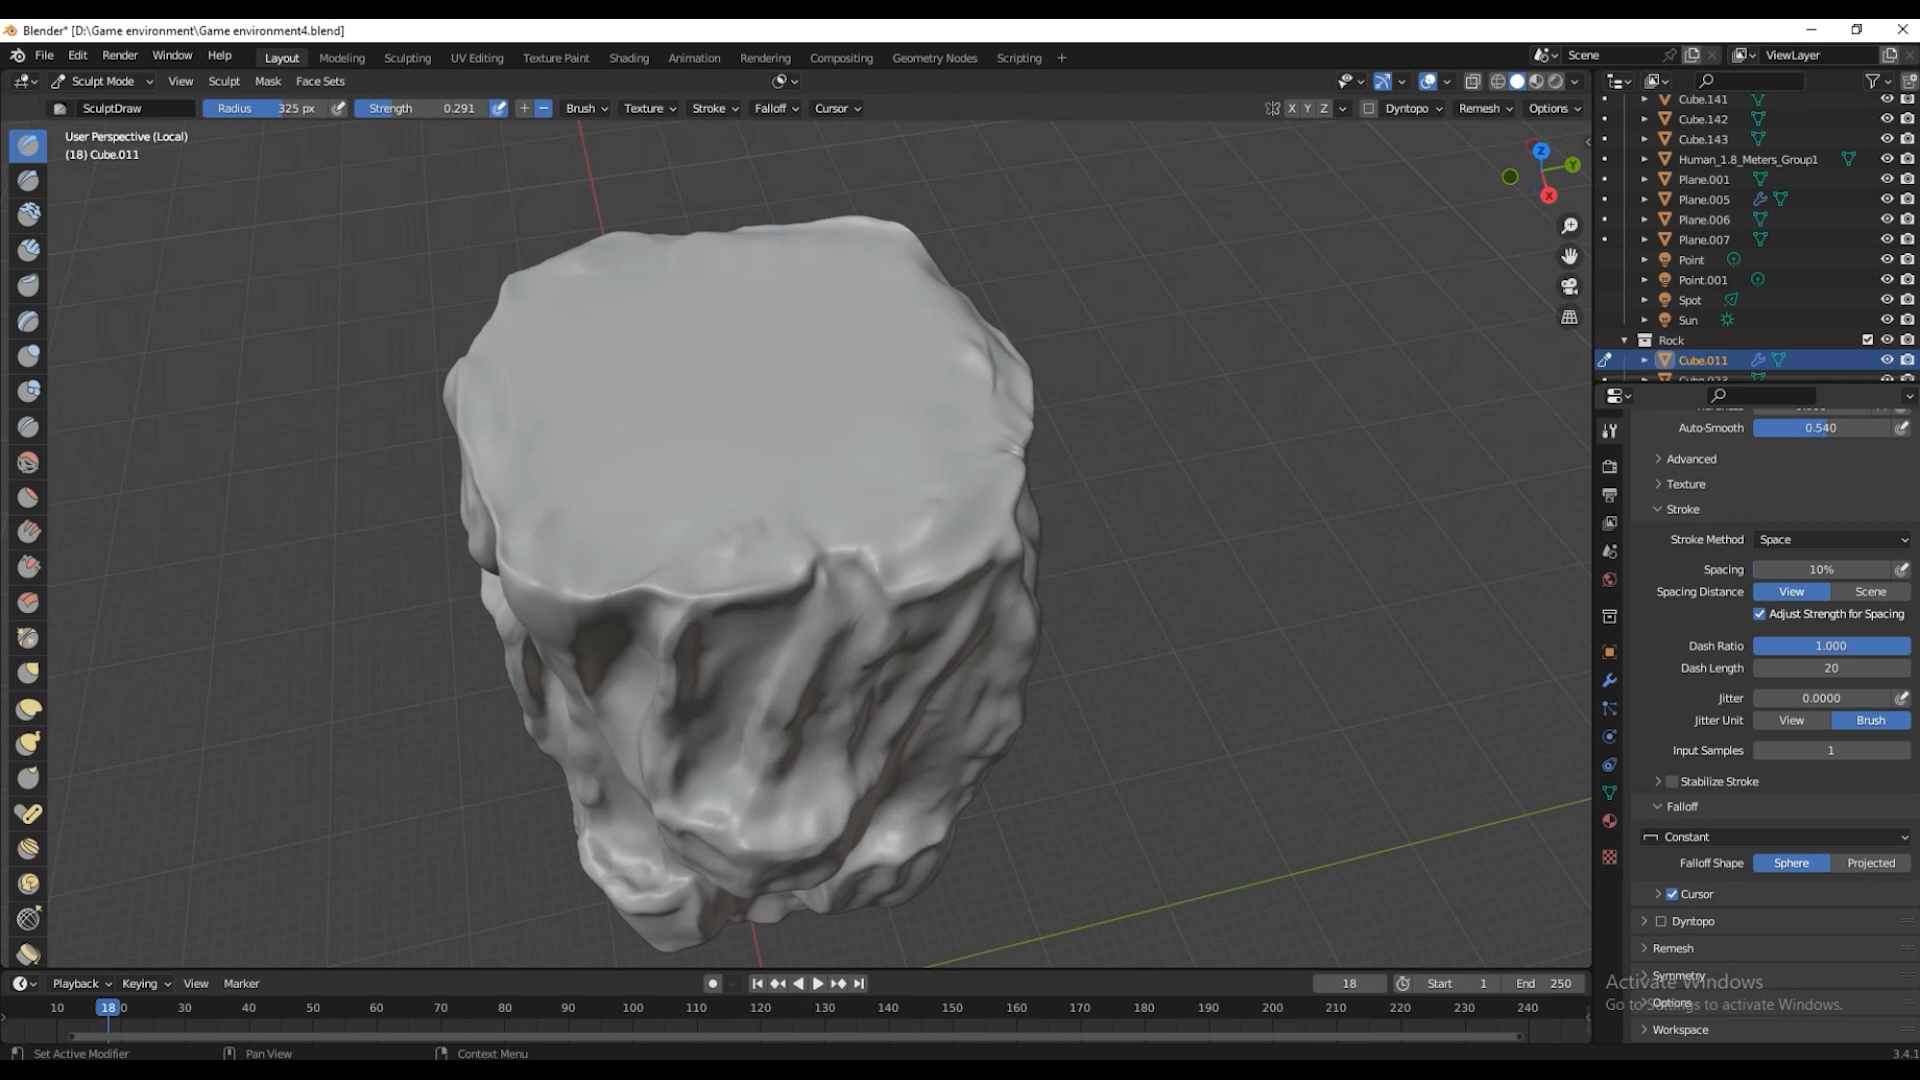 Blender* [D:\Game environment\Game environment4.blend]
File Edit Render Window Help Layout Modeling Sculpting UV Editing Texture Paint Shading Animation Rendering Compositing Geometry Nodes Scripting + Scene ViewLayer
Sculpt Mode View Sculpt Mask Face Sets
SculptDraw Radius 325 px Strength 0.291 Brush Texture Stroke Falloff Cursor X Y Z Dyntopo Remesh Options
User Perspective (Local)
(18) Cube.011
Z
Y
X
Cube.141
Cube.142
Cube.143
Human_1.8_Meters_Group1
Plane.001
Plane.005
Plane.006
Plane.007
Point
Point.001
Spot
Sun
Rock
Cube.011
Auto-Smooth 0.540
Advanced
Texture
Stroke
Stroke Method Space
Spacing 10%
Spacing Distance View Scene
Adjust Strength for Spacing
Dash Ratio 1.000
Dash Length 20
Jitter 0.0000
Jitter Unit View Brush
Input Samples 1
Stabilize Stroke
Falloff
Constant
Falloff Shape Sphere Projected
Cursor
Dyntopo
Remesh
Symmetry
Activate Windows
Options
Go to Settings to activate Windows.
Workspace
Playback Keying View Marker 18 Start 1 End 250
10 18 30 40 50 60 70 80 90 100 110 120 130 140 150 160 170 180 190 200 210 220 230 240
Set Active Modifier Pan View Context Menu 3.4.1